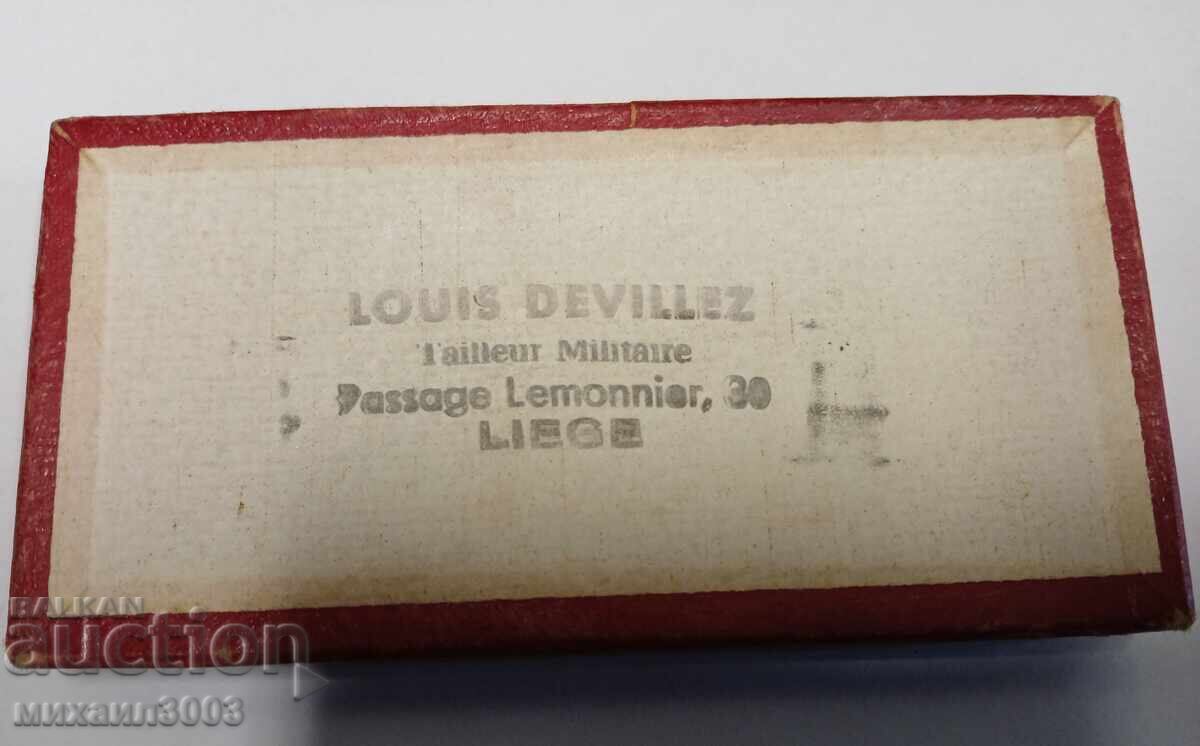 LOUIS DEVILLEZ
Tailleur Militaire
Passage Lemonnier, 30
LIEGE
BALKAN
auction
михаил3003